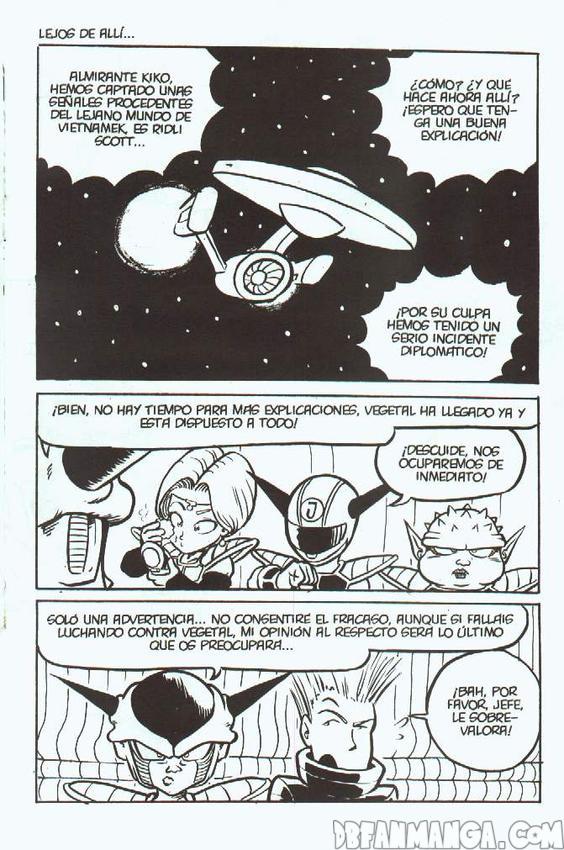 LEJOS DE ALLÍ...
ALMIRANTE KIKO,
HEMOS CAPTADO UNAS
SEÑALES PROCEDENTES
DEL LEJANO MUNDO DE
VIETNAMEK, ES RIDLI
SCOTT...
¿CÓMO? ¿Y QUÉ
HACE AHORA ALLÍ?
¡ESPERO QUE TEN-
GA UNA BUENA
EXPLICACIÓN!
¡POR SU CULPA
HEMOS TENIDO UN
SERIO INCIDENTE
DIPLOMÁTICO!
¡BIEN, NO HAY TIEMPO PARA MÁS EXPLICACIONES, VEGETAL HA LLEGADO YA Y
ESTÁ DISPUESTO A TODO!
¡DESCUIDE, NOS
OCUPAREMOS DE
INMEDIATO!
J
SOLÓ UNA ADVERTENCIA... NO CONSENTIRÉ EL FRACASO, AUNQUE SI FALLÁIS
LUCHANDO CONTRA VEGETAL, MI OPINIÓN AL RESPECTO SERÁ LO ÚLTIMO
QUE OS PREOCUPARÁ...
¡BAH, POR
FAVOR, JEFE,
LE SOBRE-
VALORA!
DBFANMANGA.COM